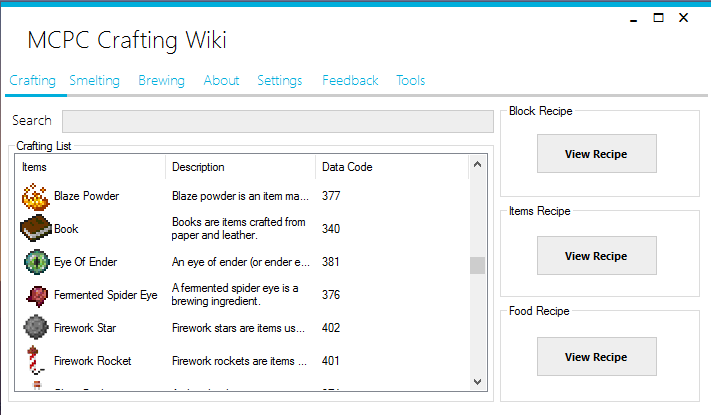 MCPC Crafting Wiki
Crafting Smelting Brewing About Settings Feedback Tools
Search
Crafting List
Items Description Data Code
Blaze Powder Blaze powder is an item ma... 377
Book Books are items crafted from
paper and leather. 340
Eye Of Ender An eye of ender (or ender e... 381
Fermented Spider Eye A fermented spider eye is a
brewing ingredient. 376
Firework Star Firework stars are items us... 402
Firework Rocket Firework rockets are items ... 401
Block Recipe
View Recipe
Items Recipe
View Recipe
Food Recipe
View Recipe